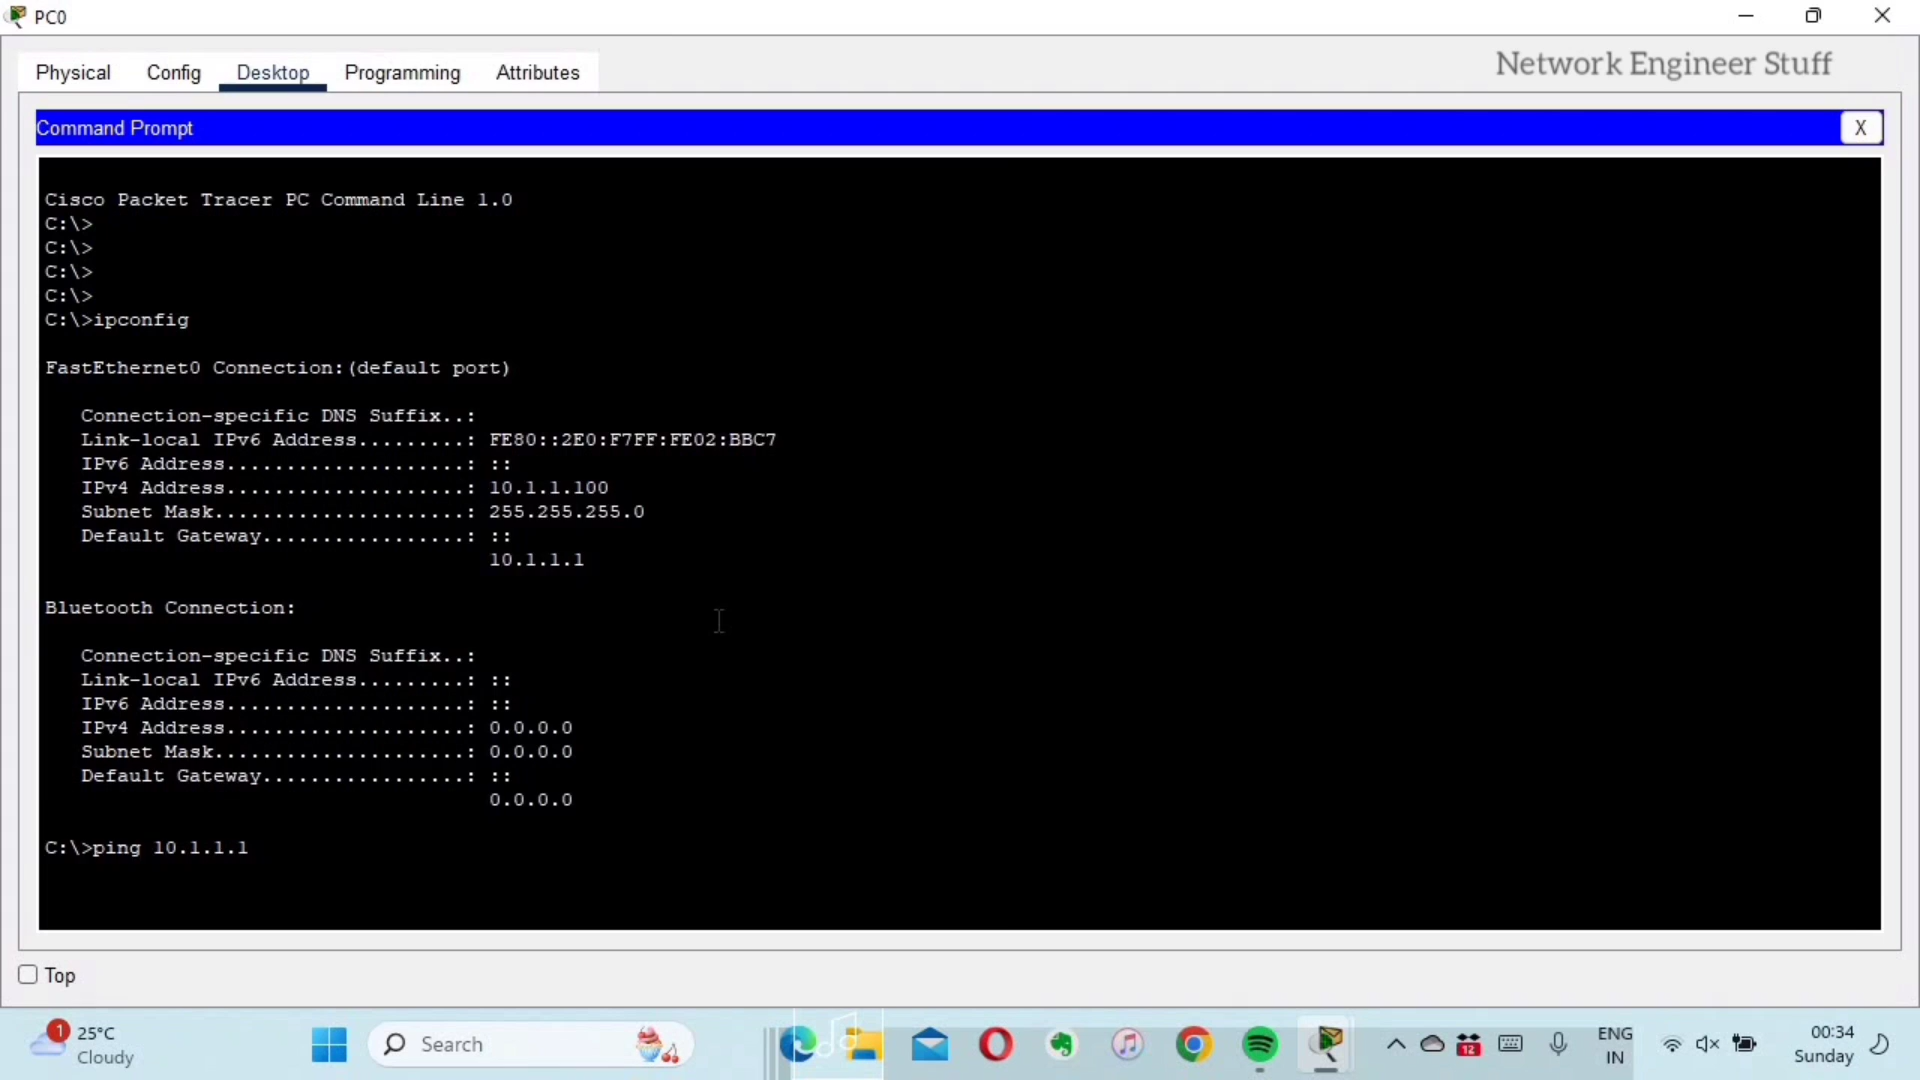 PC0
Physical Config Desktop Programming Attributes
Network Engineer Stuff
Command Prompt
X
Cisco Packet Tracer PC Command Line 1.0
C:\>
C:\>
C:\>
C:\>
C:\>ipconfig
FastEthernet0 Connection:(default port)
Connection-specific DNS Suffix..:
Link-local IPv6 Address.........: FE80::2E0:F7FF:FE02:BBC7
IPv6 Address....................: ::
IPv4 Address....................: 10.1.1.100
Subnet Mask.....................: 255.255.255.0
Default Gateway.................: ::
10.1.1.1
Bluetooth Connection:
Connection-specific DNS Suffix..:
Link-local IPv6 Address.........: ::
IPv6 Address....................: ::
IPv4 Address....................: 0.0.0.0
Subnet Mask.....................: 0.0.0.0
Default Gateway.................: ::
0.0.0.0
C:\>ping 10.1.1.1
Top
1
25°C
Cloudy
Search
12
ENG
IN
00:34
Sunday